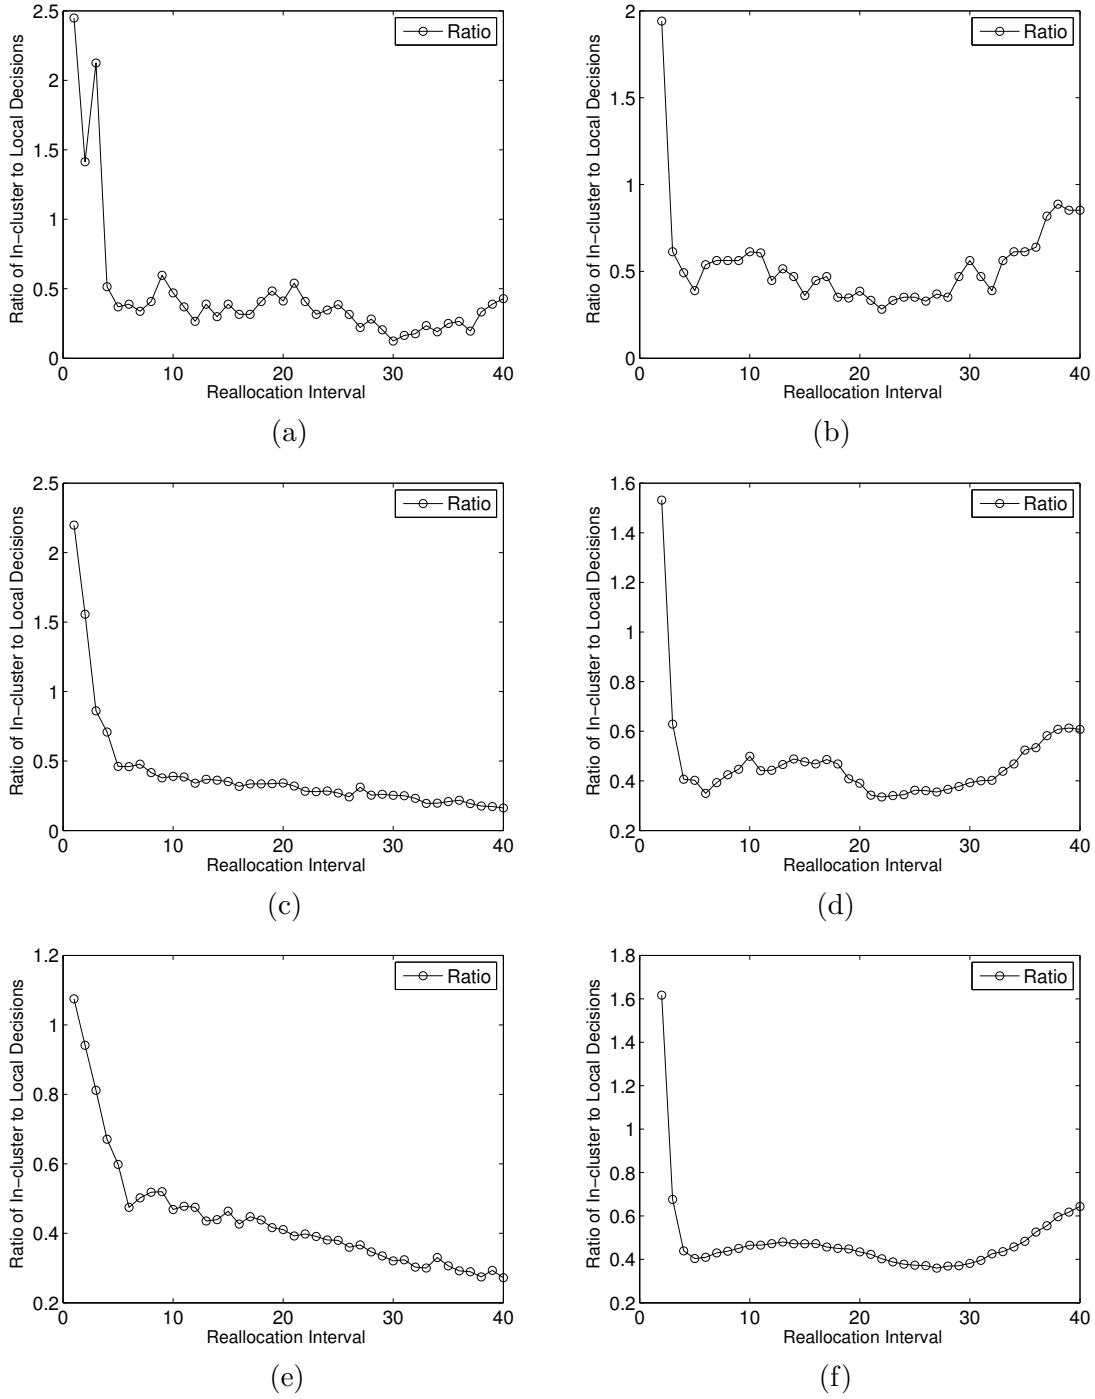 2.5
2
1.5
1
0.5
0
Ratio of In−cluster to Local Decisions
Ratio
0 10 20 30 40
Reallocation Interval
(a)
2
1.5
1
0.5
0
Ratio of In−cluster to Local Decisions
Ratio
0 10 20 30 40
Reallocation Interval
(b)
2.5
2
1.5
1
0.5
0
Ratio of In−cluster to Local Decisions
Ratio
0 10 20 30 40
Reallocation Interval
(c)
1.6
1.4
1.2
1
0.8
0.6
0.4
0.2
Ratio of In−cluster to Local Decisions
Ratio
0 10 20 30 40
Reallocation Interval
(d)
1.2
1
0.8
0.6
0.4
0.2
Ratio of In−cluster to Local Decisions
Ratio
0 10 20 30 40
Reallocation Interval
(e)
1.8
1.6
1.4
1.2
1
0.8
0.6
0.4
0.2
Ratio of In−cluster to Local Decisions
Ratio
0 10 20 30 40
Reallocation Interval
(f)